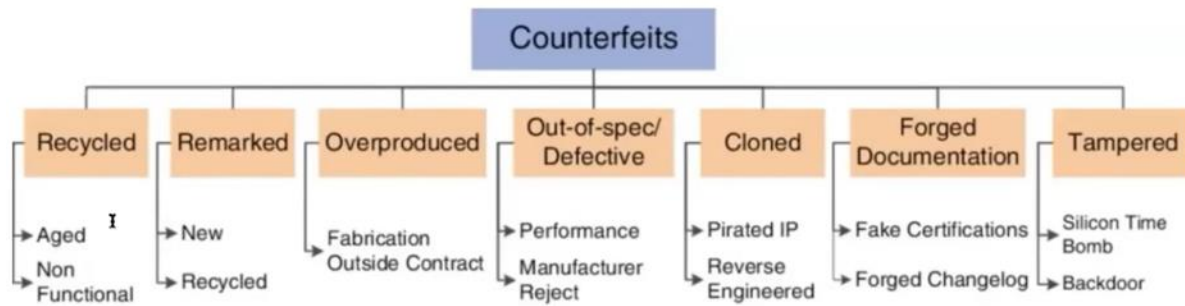 Counterfeits
Recycled
Remarked
Overproduced
Out-of-spec/
Defective
Cloned
Forged
Documentation
Tampered
Aged
Non
Functional
New
Recycled
Fabrication
Outside Contract
Performance
Manufacturer
Reject
Pirated IP
Reverse
Engineered
Fake Certifications
Forged Changelog
Silicon Time
Bomb
Backdoor